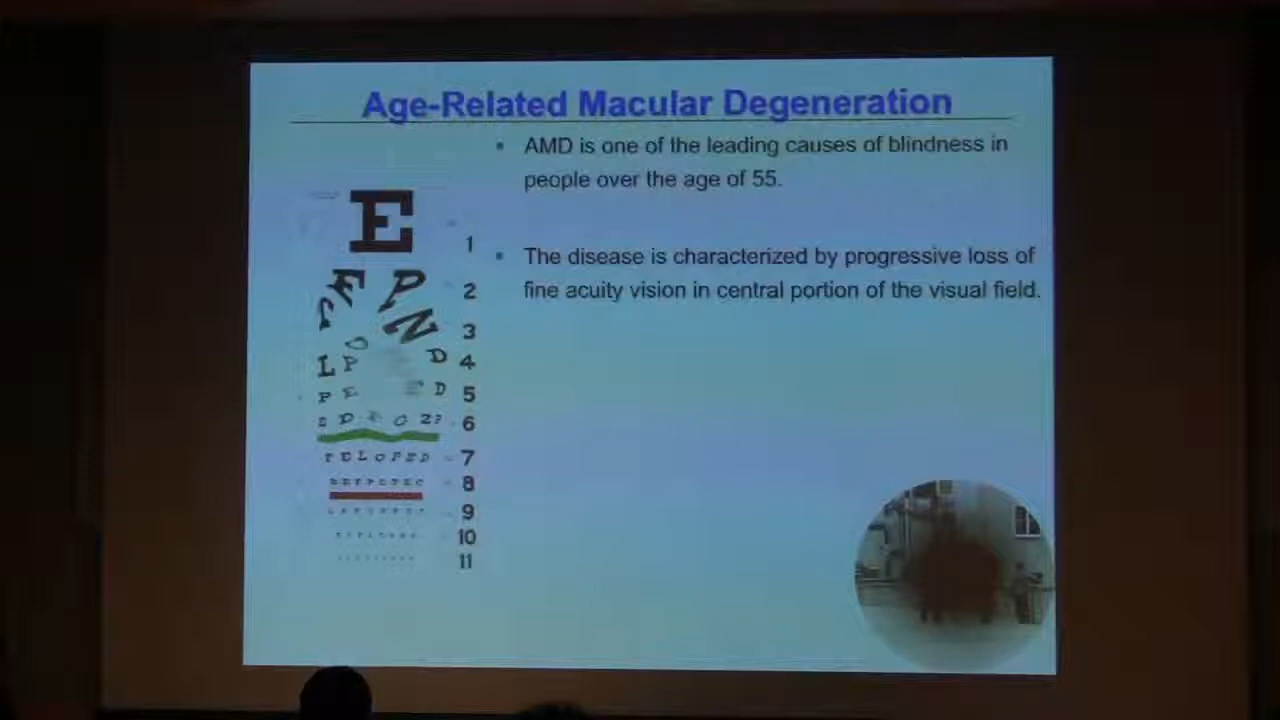 Age-Related Macular Degeneration
AMD is one of the leading causes of blindness in
people over the age of 55.
The disease is characterized by progressive loss of
fine acuity vision in central portion of the visual field.
E 1
F P 2
N 3
L P O D 4
P E E D 5
D O Z 6
P E L O P E D 7
8
9
10
11